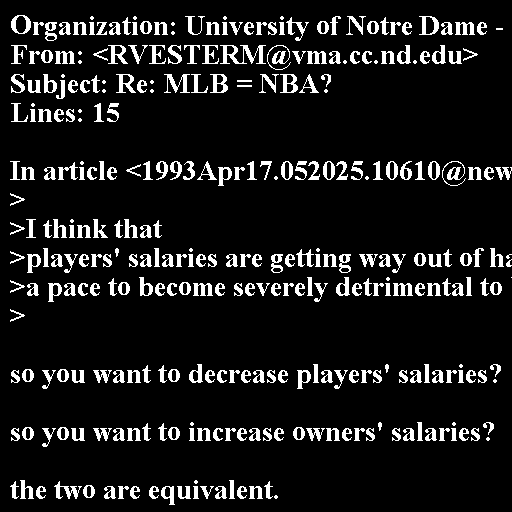 Organization: University of Notre Dame -
From: <RVESTERM@vma.cc.nd.edu>
Subject: Re: MLB = NBA?
Lines: 15
In article <1993Apr17.052025.10610@new
>
>I think that
>players' salaries are getting way out of ha
>a pace to become severely detrimental to
>
so you want to decrease players' salaries?
so you want to increase owners' salaries?
the two are equivalent.